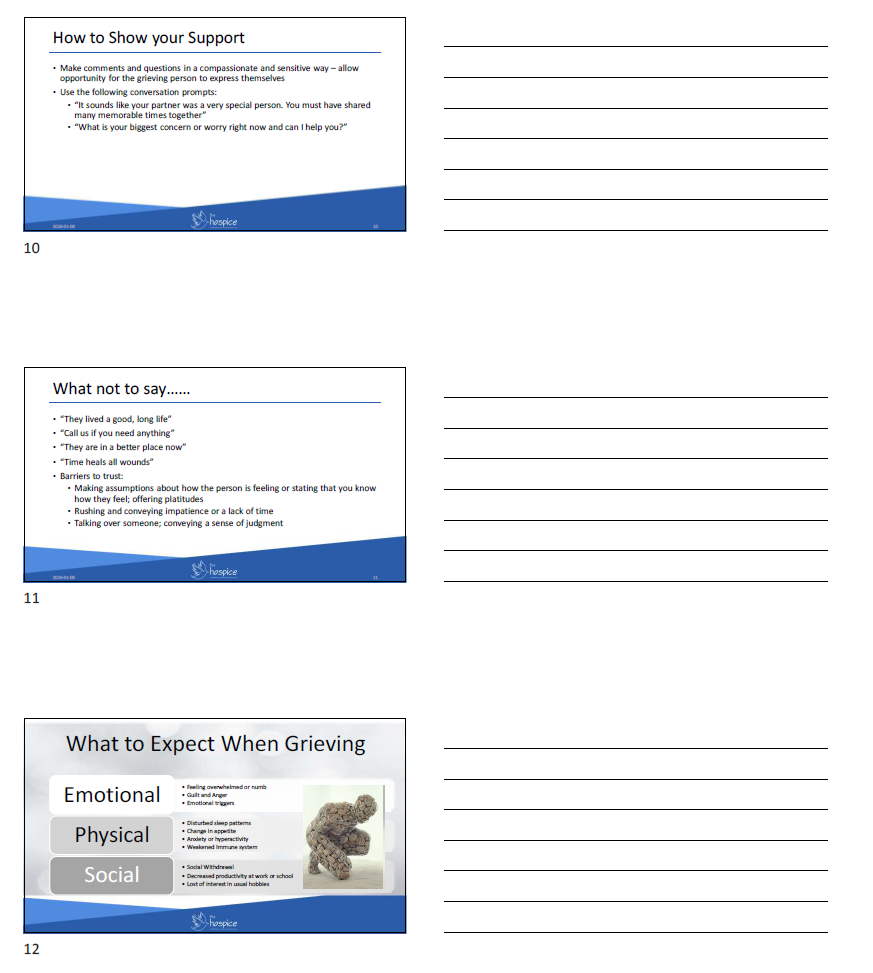 How to Show your Support
• Make comments and questions in a compassionate and sensitive way – allow
opportunity for the grieving person to express themselves
• Use the following conversation prompts:
• “It sounds like your partner was a very special person. You must have shared
many memorable times together”
• “What is your biggest concern or worry right now and can I help you?”
hospice
10
10
What not to say……
• “They lived a good, long life”
• “Call us if you need anything”
• “They are in a better place now”
• “Time heals all wounds”
• Barriers to trust:
• Making assumptions about how the person is feeling or stating that you know
how they feel; offering platitudes
• Rushing and conveying impatience or a lack of time
• Talking over someone; conveying a sense of judgment
hospice
11
11
What to Expect When Grieving
Emotional
• Feeling overwhelmed or numb
• Guilt and Anger
• Emotional triggers
Physical
• Disturbed sleep patterns
• Change in appetite
• Anxiety or hyperactivity
• Weakened Immune system
Social
• Social Withdrawal
• Decreased productivity at work or school
• Lost of interest in usual hobbies
hospice
12